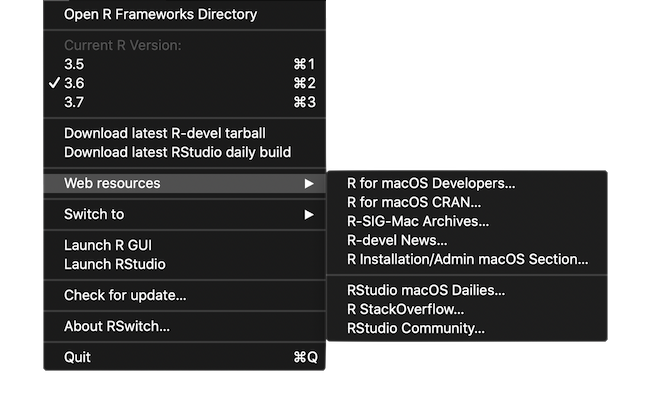 Open R Frameworks Directory
Current R Version:
3.5 ⌘1
✓ 3.6 ⌘2
3.7 ⌘3
Download latest R-devel tarball
Download latest RStudio daily build
Web resources ▶
Switch to ▶
Launch R GUI
Launch RStudio
Check for update...
About RSwitch...
Quit ⌘Q
R for macOS Developers...
R for macOS CRAN...
R-SIG-Mac Archives...
R-devel News...
R Installation/Admin macOS Section...
RStudio macOS Dailies...
R StackOverflow...
RStudio Community...